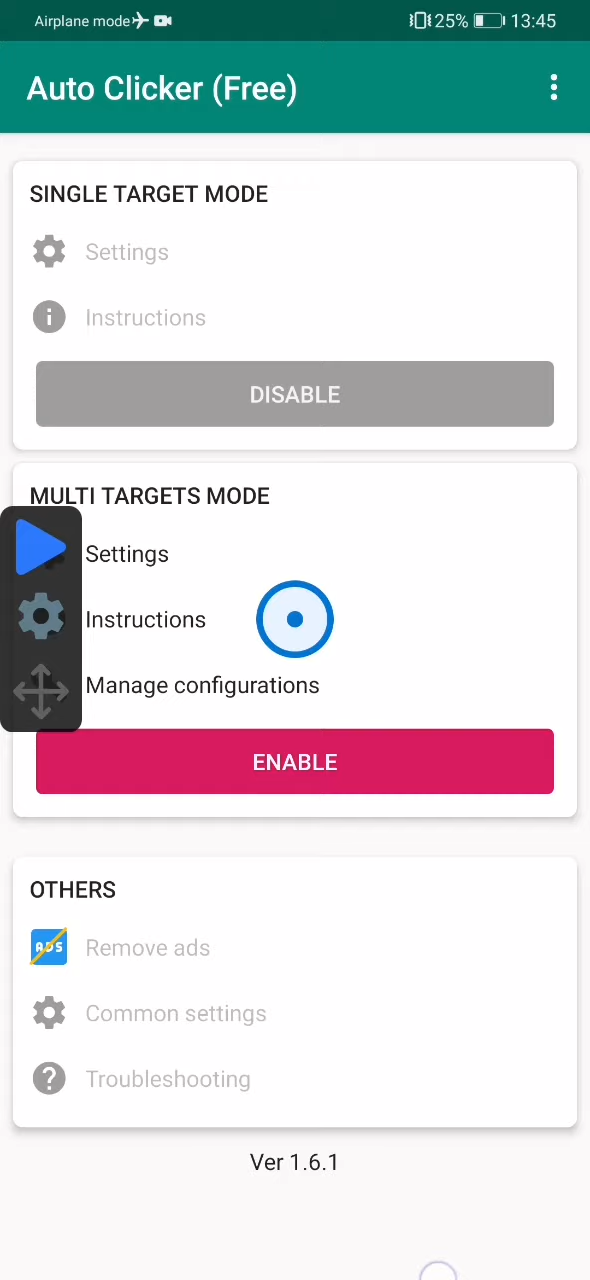 Airplane mode 25% 13:45
Auto Clicker (Free)
SINGLE TARGET MODE
Settings
Instructions
DISABLE
MULTI TARGETS MODE
Settings
Instructions
Manage configurations
ENABLE
OTHERS
ADS Remove ads
Common settings
Troubleshooting
Ver 1.6.1